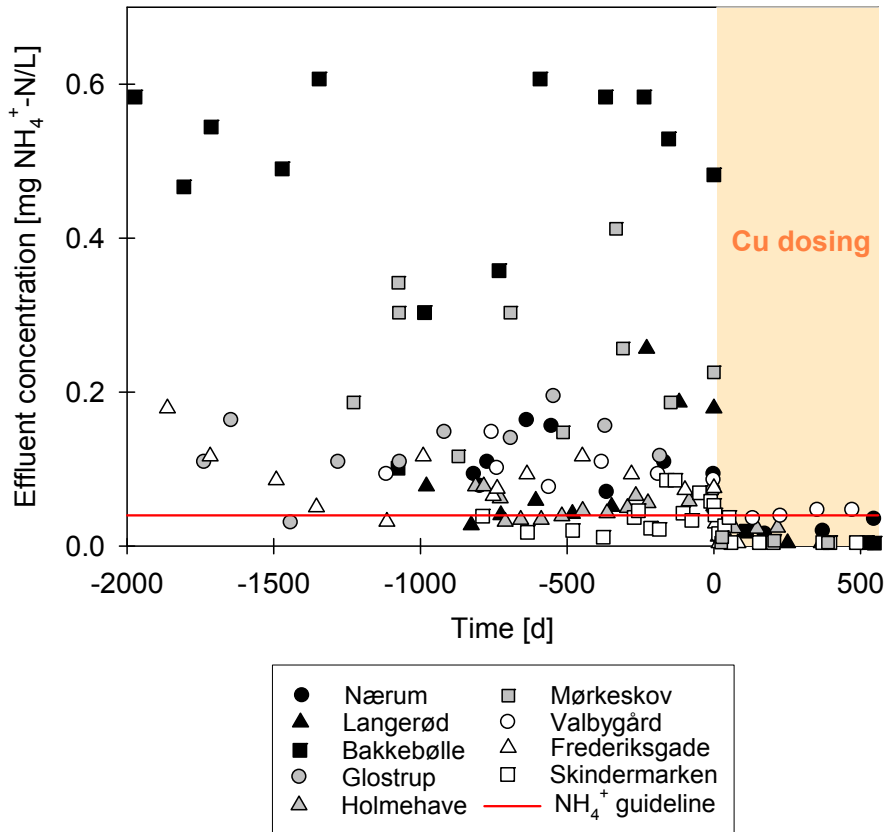 Effluent concentration [mg NH₄⁺-N/L]
0.6
0.4
0.2
0.0
Cu dosing
-2000 -1500 -1000 -500 0 500
Time [d]
Nærum Mørkeskov
Langerød Valbygård
Bakkebølle Frederiksgade
Glostrup Skindermarken
Holmehave NH₄⁺ guideline